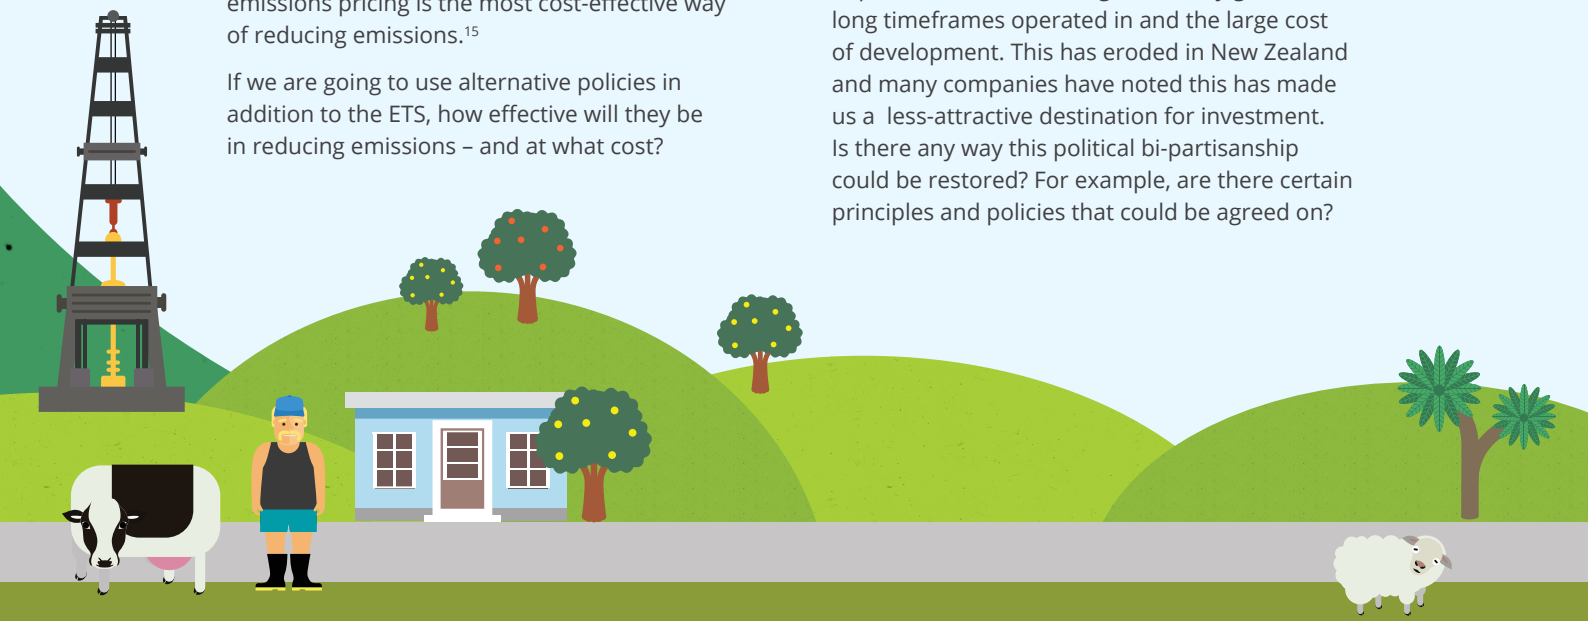 emissions pricing is the most cost-effective way
of reducing emissions.15
If we are going to use alternative policies in
addition to the ETS, how effective will they be
in reducing emissions – and at what cost?
long timeframes operated in and the large cost
of development. This has eroded in New Zealand
and many companies have noted this has made
us a  less-attractive destination for investment.
Is there any way this political bi-partisanship
could be restored? For example, are there certain
principles and policies that could be agreed on?